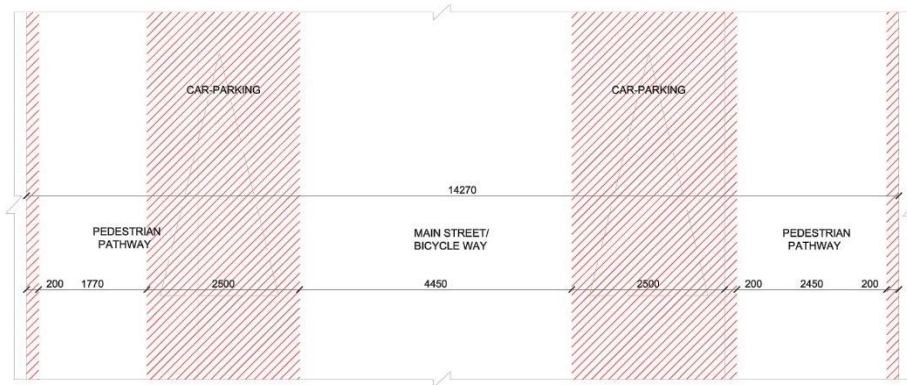 CAR-PARKING
CAR-PARKING
14270
PEDESTRIAN
PATHWAY
MAIN STREET/
BICYCLE WAY
PEDESTRIAN
PATHWAY
200 1770 2500 4450 2500 200 2450 200